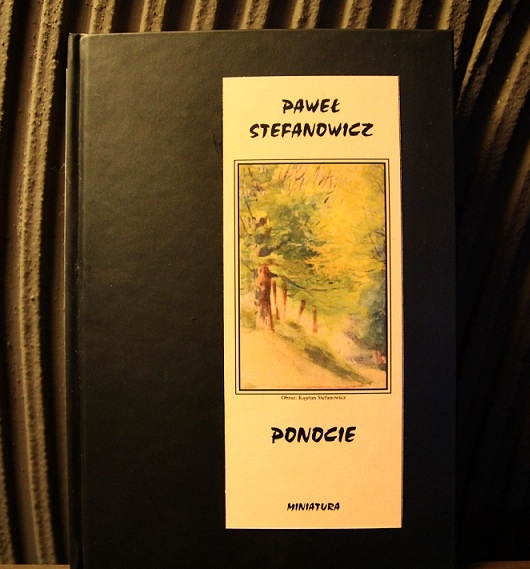 PAWEŁ
STEFANOWICZ
Obraz: Kajetan Stefanowicz
PONOCIE
MINIATURA